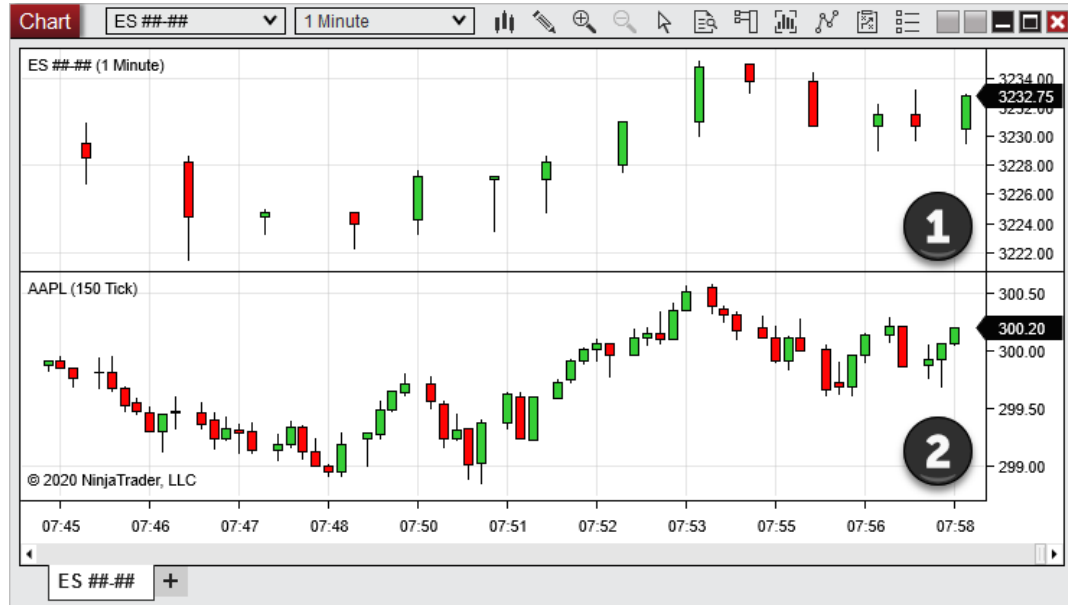 Chart ES ##-## 1 Minute
ES ##-## (1 Minute)
3234.00
3232.75
3232.00
3230.00
3228.00
3226.00
3224.00
3222.00
1
AAPL (150 Tick)
300.50
300.20
300.00
299.50
299.00
2
© 2020 NinjaTrader, LLC
07:45 07:46 07:47 07:48 07:50 07:51 07:52 07:53 07:55 07:56 07:58
ES ##-## +